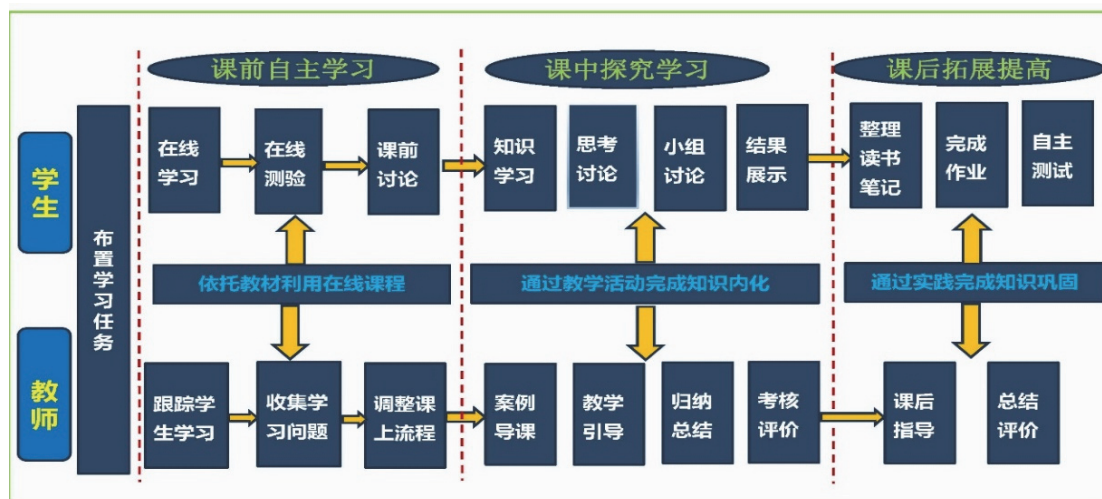 课前自主学习
课中探究学习
课后拓展提高
学生
布置学习任务
在线
学习
在线
测验
课前
讨论
知识
学习
思考
讨论
小组
讨论
结果
展示
整理
读书
笔记
完成
作业
自主
测试
依托教材利用在线课程
通过教学活动完成知识内化
通过实践完成知识巩固
教师
跟踪学
生学习
收集学
习问题
调整课
上流程
案例
导课
教学
引导
归纳
总结
考核
评价
课后
指导
总结
评价